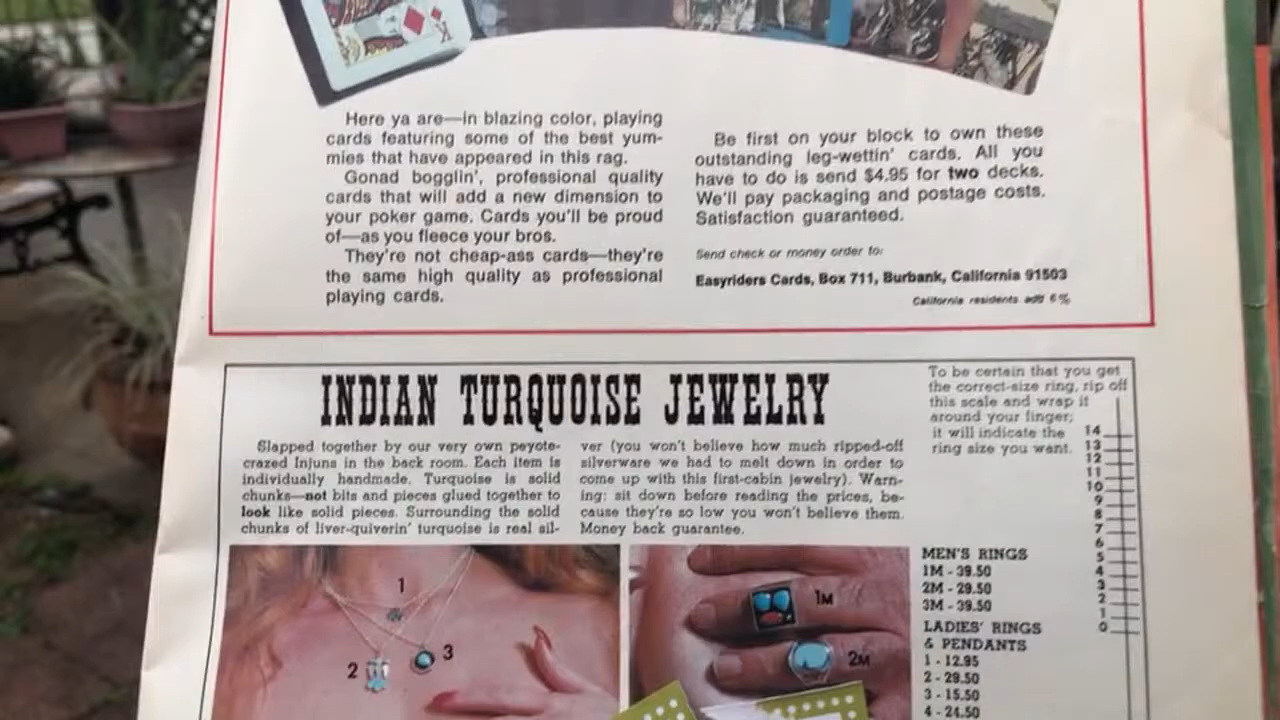 K
Here ya are—in blazing color, playing
cards featuring some of the best yum-
mies that have appeared in this rag.
Gonad bogglin', professional quality
cards that will add a new dimension to
your poker game. Cards you'll be proud
of—as you fleece your bros.
They're not cheap-ass cards—they're
the same high quality as professional
playing cards.
Be first on your block to own these
outstanding leg-wettin' cards. All you
have to do is send $4.95 for two decks.
We'll pay packaging and postage costs.
Satisfaction guaranteed.
Send check or money order to:
Easyriders Cards, Box 711, Burbank, California 91503
California residents add 6%
INDIAN TURQUOISE JEWELRY
Slapped together by our very own peyote-
crazed Injuns in the back room. Each item is
individually handmade. Turquoise is solid
chunks—not bits and pieces glued together to
look like solid pieces. Surrounding the solid
chunks of liver-quiverin' turquoise is real sil-
ver (you won't believe how much ripped-off
silverware we had to melt down in order to
come up with this first-cabin jewelry). Warn-
ing: sit down before reading the prices, be-
cause they're so low you won't believe them.
Money back guarantee.
To be certain that you get
the correct-size ring, rip off
this scale and wrap it
around your finger;
it will indicate the
ring size you want.
14
13
12
11
10
9
8
7
6
5
4
3
2
1
0
1
2
3
1M
2M
MEN'S RINGS
1M - 39.50
2M - 29.50
3M - 39.50
LADIES' RINGS
& PENDANTS
1 - 12.95
2 - 29.50
3 - 15.50
4 - 24.50